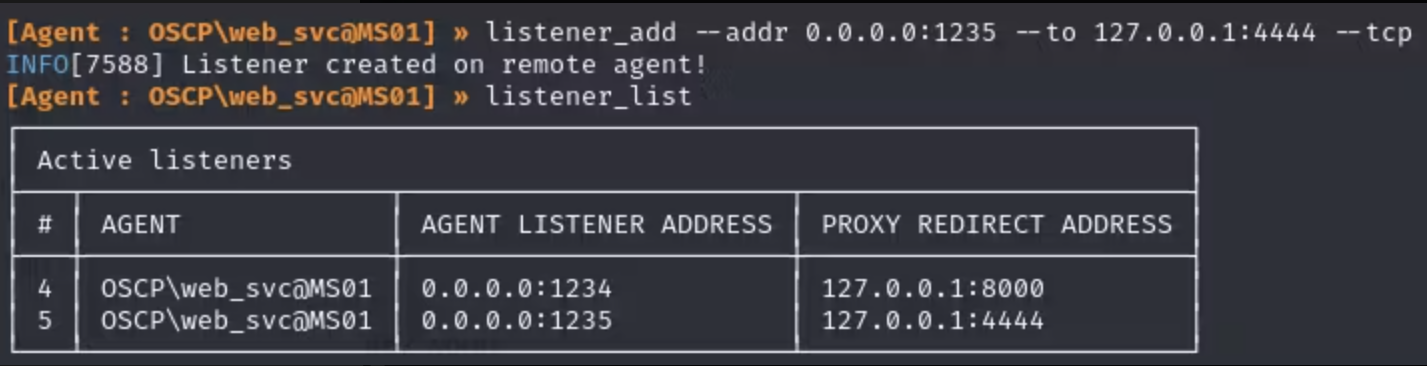 [Agent : OSCP\web_svc@MS01] » listener_add --addr 0.0.0.0:1235 --to 127.0.0.1:4444 --tcp
INFO[7588] Listener created on remote agent!
[Agent : OSCP\web_svc@MS01] » listener_list
Active listeners
# AGENT AGENT LISTENER ADDRESS PROXY REDIRECT ADDRESS
4 OSCP\web_svc@MS01 0.0.0.0:1234 127.0.0.1:8000
5 OSCP\web_svc@MS01 0.0.0.0:1235 127.0.0.1:4444